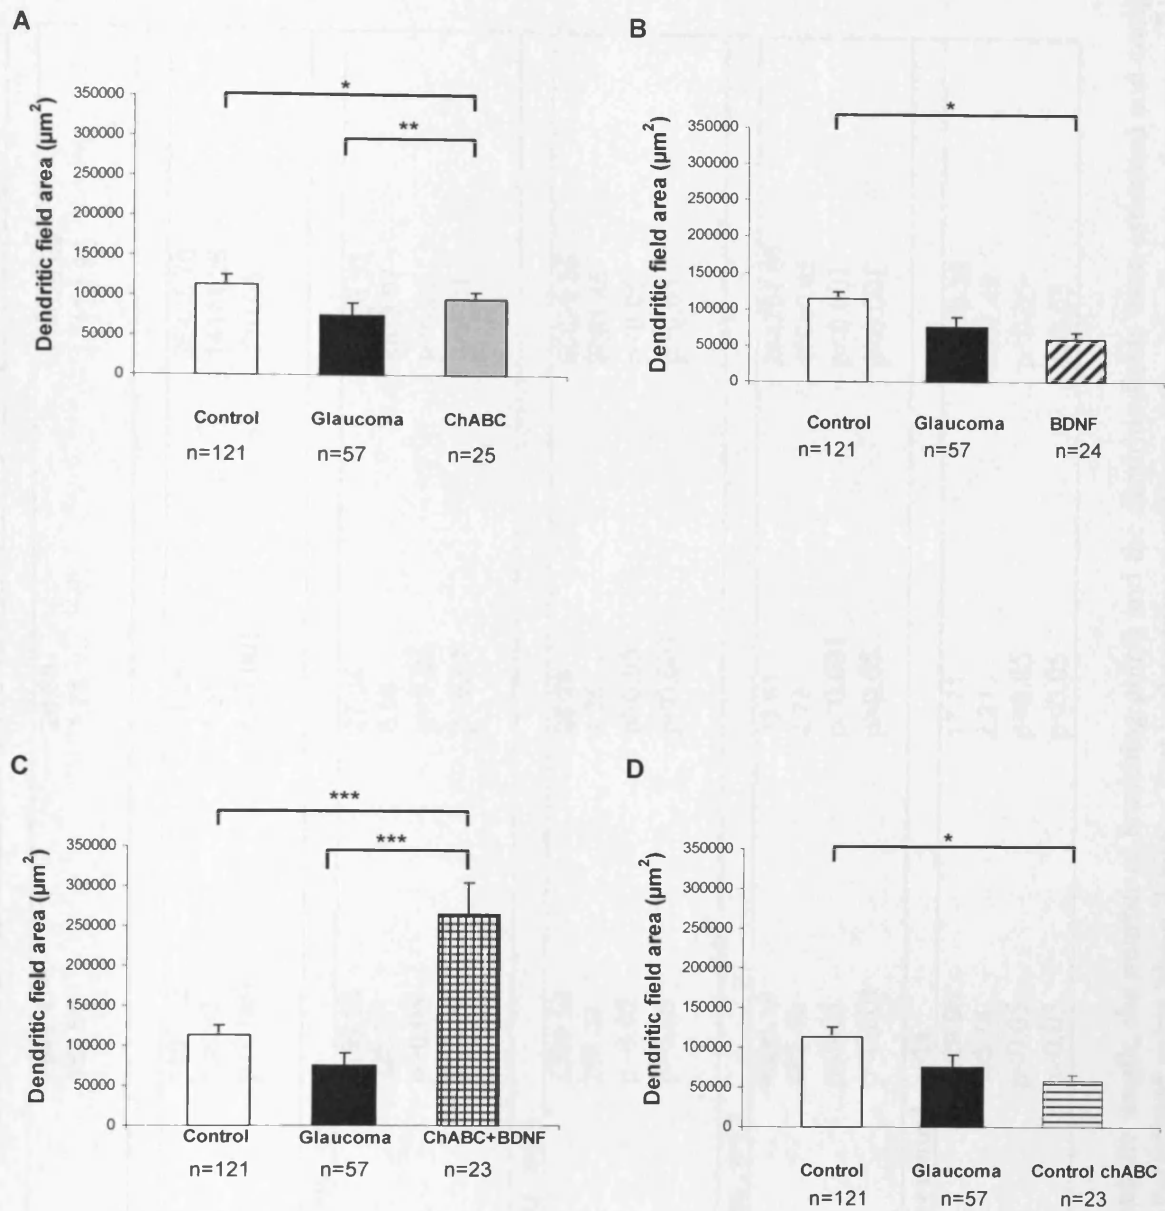 A
Dendritic field area (µm²)
350000
300000
250000
200000
150000
100000
50000
0
*
**
Control
Glaucoma
ChABC
n=121
n=57
n=25
B
Dendritic field area (µm²)
350000
300000
250000
200000
150000
100000
50000
0
*
Control
Glaucoma
BDNF
n=121
n=57
n=24
C
Dendritic field area (µm²)
350000
300000
250000
200000
150000
100000
50000
0
***
***
Control
Glaucoma
ChABC+BDNF
n=121
n=57
n=23
D
Dendritic field area (µm²)
350000
300000
250000
200000
150000
100000
50000
0
*
Control
Glaucoma
Control chABC
n=121
n=57
n=23